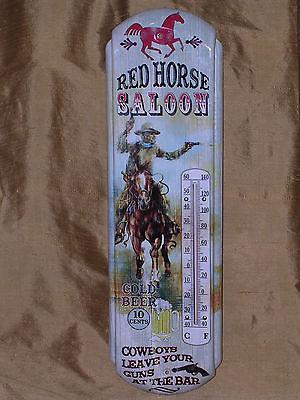 RED HORSE
SALOON
COLD
BEER
10
CENTS
C F
COWBOYS
LEAVE YOUR
GUNS
AT THE BAR